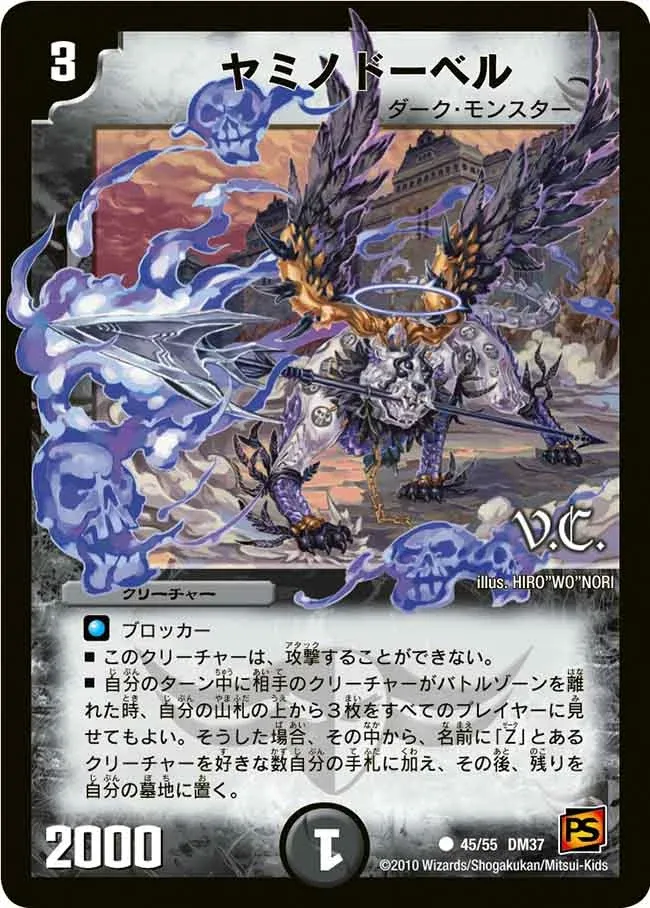 3
ヤミノドーベル
ダーク・モンスター
V.C.
illus. HIRO"WO"NORI
クリーチャー
ブロッカー
■ このクリーチャーは、攻撃することができない。
■ 自分のターン中に相手のクリーチャーがバトルゾーンを離
れた時、自分の山札の上から3枚をすべてのプレイヤーに見
せてもよい。そうした場合、その中から、名前に「Z」とある
クリーチャーを好きな数自分の手札に加え、その後、残りを
自分の墓地に置く。
2000
1
● 45/55 DM37
PS
©2010 Wizards/Shogakukan/Mitsui-Kids